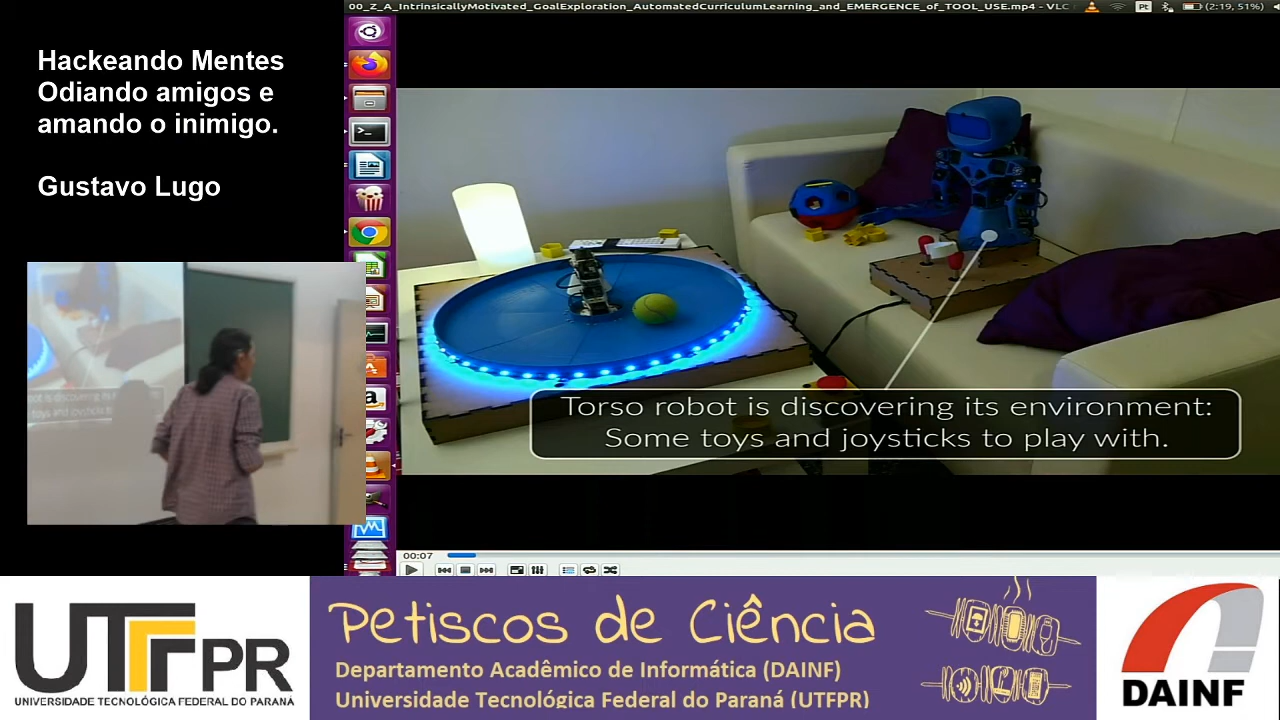 00_Z_A_IntrinsicallyMotivated_GoalExploration_AutomatedCurriculumLearning_and_EMERGENCE_of_TOOL_USE.mp4 - VLC
Pt
(2:19, 51%)
Hackeando Mentes
Odiando amigos e
amando o inimigo.
Gustavo Lugo
Torso robot is discovering its environment:
Some toys and joysticks to play with.
00:07
UTFPR
UNIVERSIDADE TECNOLÓGICA FEDERAL DO PARANÁ
Petiscos de Ciência
Departamento Acadêmico de Informática (DAINF)
Universidade Tecnológica Federal do Paraná (UTFPR)
DAINF